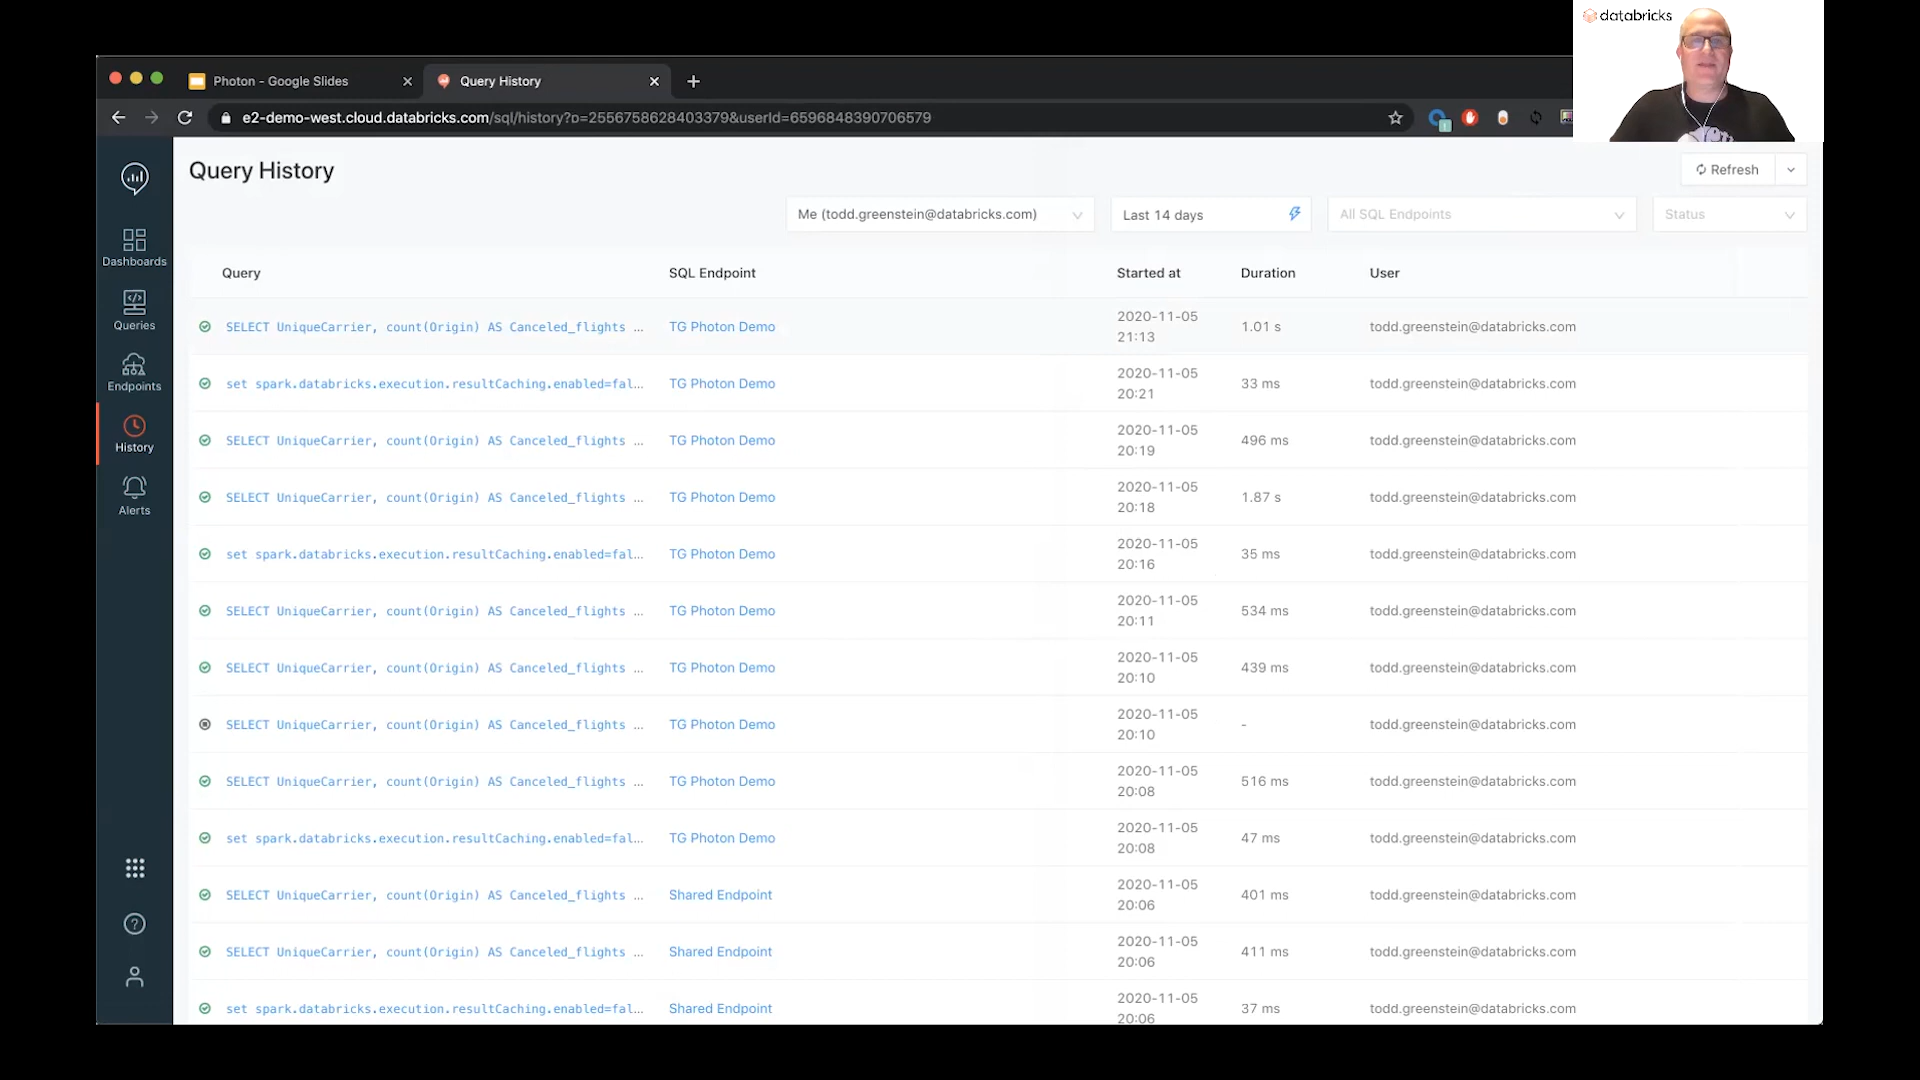 databricks
Photon - Google Slides
Query History
e2-demo-west.cloud.databricks.com/sql/history?o=2556758628403379&userId=6596848390706579
Query History
Refresh
Me (todd.greenstein@databricks.com)
Last 14 days
All SQL Endpoints
Status
Dashboards
Queries
Endpoints
History
Alerts
Query SQL Endpoint Started at Duration User
SELECT UniqueCarrier, count(Origin) AS Canceled_flights ... TG Photon Demo 2020-11-05 21:13 1.01 s todd.greenstein@databricks.com
set spark.databricks.execution.resultCaching.enabled=fal... TG Photon Demo 2020-11-05 20:21 33 ms todd.greenstein@databricks.com
SELECT UniqueCarrier, count(Origin) AS Canceled_flights ... TG Photon Demo 2020-11-05 20:19 496 ms todd.greenstein@databricks.com
SELECT UniqueCarrier, count(Origin) AS Canceled_flights ... TG Photon Demo 2020-11-05 20:18 1.87 s todd.greenstein@databricks.com
set spark.databricks.execution.resultCaching.enabled=fal... TG Photon Demo 2020-11-05 20:16 35 ms todd.greenstein@databricks.com
SELECT UniqueCarrier, count(Origin) AS Canceled_flights ... TG Photon Demo 2020-11-05 20:11 534 ms todd.greenstein@databricks.com
SELECT UniqueCarrier, count(Origin) AS Canceled_flights ... TG Photon Demo 2020-11-05 20:10 439 ms todd.greenstein@databricks.com
SELECT UniqueCarrier, count(Origin) AS Canceled_flights ... TG Photon Demo 2020-11-05 20:10 - todd.greenstein@databricks.com
SELECT UniqueCarrier, count(Origin) AS Canceled_flights ... TG Photon Demo 2020-11-05 20:08 516 ms todd.greenstein@databricks.com
set spark.databricks.execution.resultCaching.enabled=fal... TG Photon Demo 2020-11-05 20:08 47 ms todd.greenstein@databricks.com
SELECT UniqueCarrier, count(Origin) AS Canceled_flights ... Shared Endpoint 2020-11-05 20:06 401 ms todd.greenstein@databricks.com
SELECT UniqueCarrier, count(Origin) AS Canceled_flights ... Shared Endpoint 2020-11-05 20:06 411 ms todd.greenstein@databricks.com
set spark.databricks.execution.resultCaching.enabled=fal... Shared Endpoint 2020-11-05 20:06 37 ms todd.greenstein@databricks.com